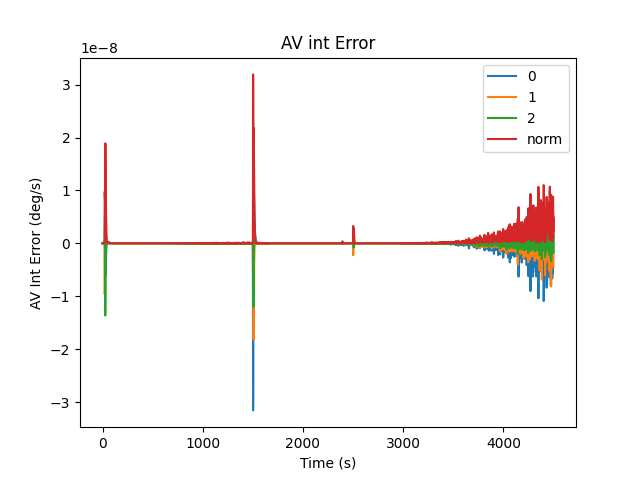 AV int Error
1e−8
3
2
1
0
−1
−2
−3
AV Int Error (deg/s)
0
1
2
norm
0 1000 2000 3000 4000
Time (s)